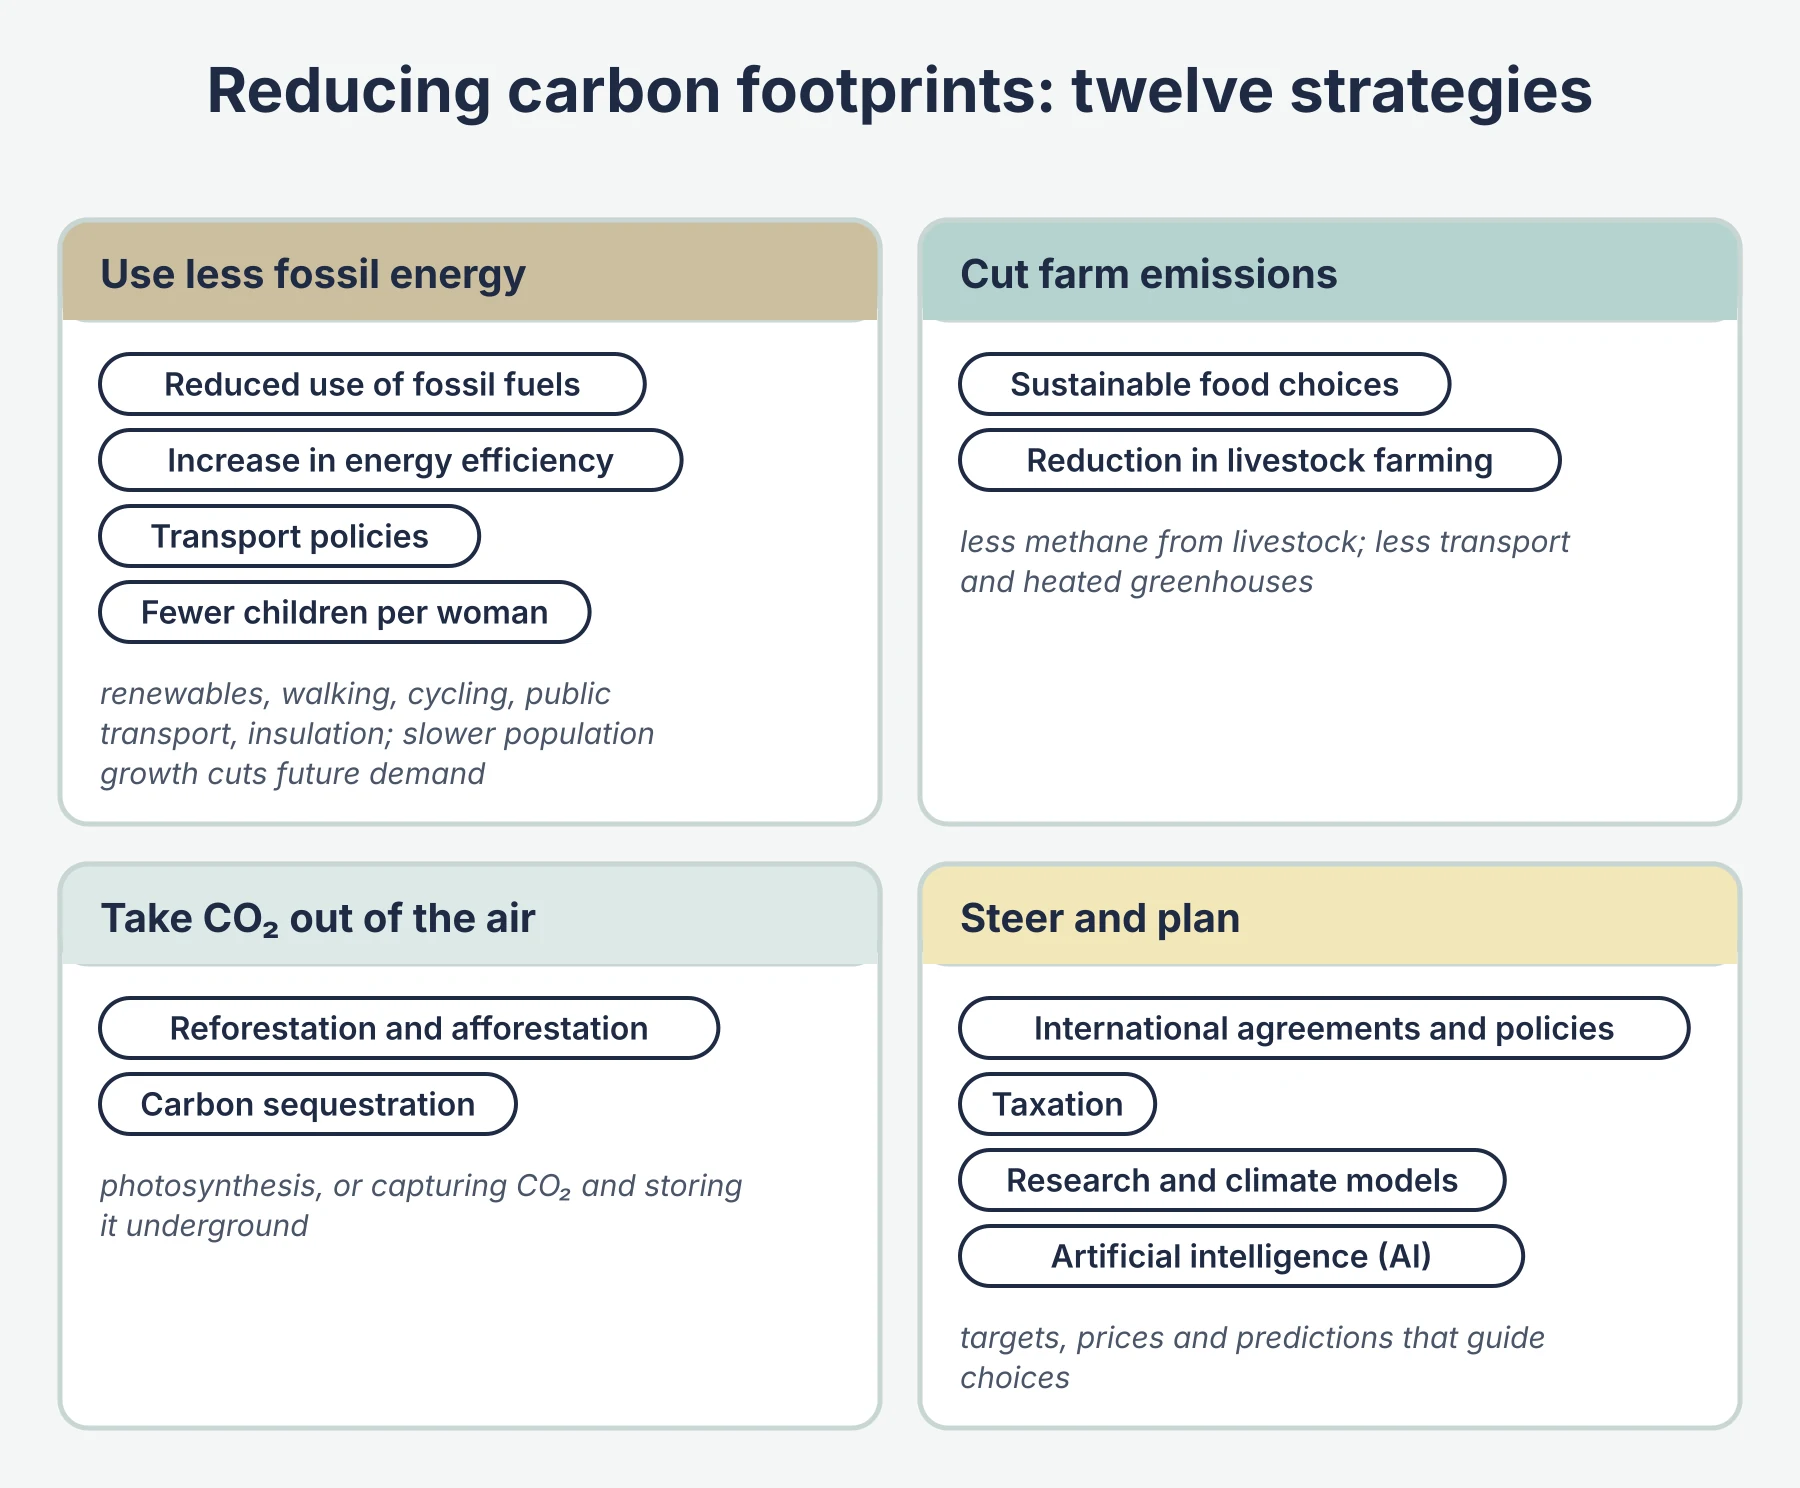 Reducing carbon footprints: twelve strategies
Use less fossil energy
Reduced use of fossil fuels
Increase in energy efficiency
Transport policies
Fewer children per woman
renewables, walking, cycling, public
transport, insulation; slower population
growth cuts future demand
Cut farm emissions
Sustainable food choices
Reduction in livestock farming
less methane from livestock; less transport
and heated greenhouses
Take CO₂ out of the air
Reforestation and afforestation
Carbon sequestration
photosynthesis, or capturing CO₂ and storing
it underground
Steer and plan
International agreements and policies
Taxation
Research and climate models
Artificial intelligence (AI)
targets, prices and predictions that guide
choices